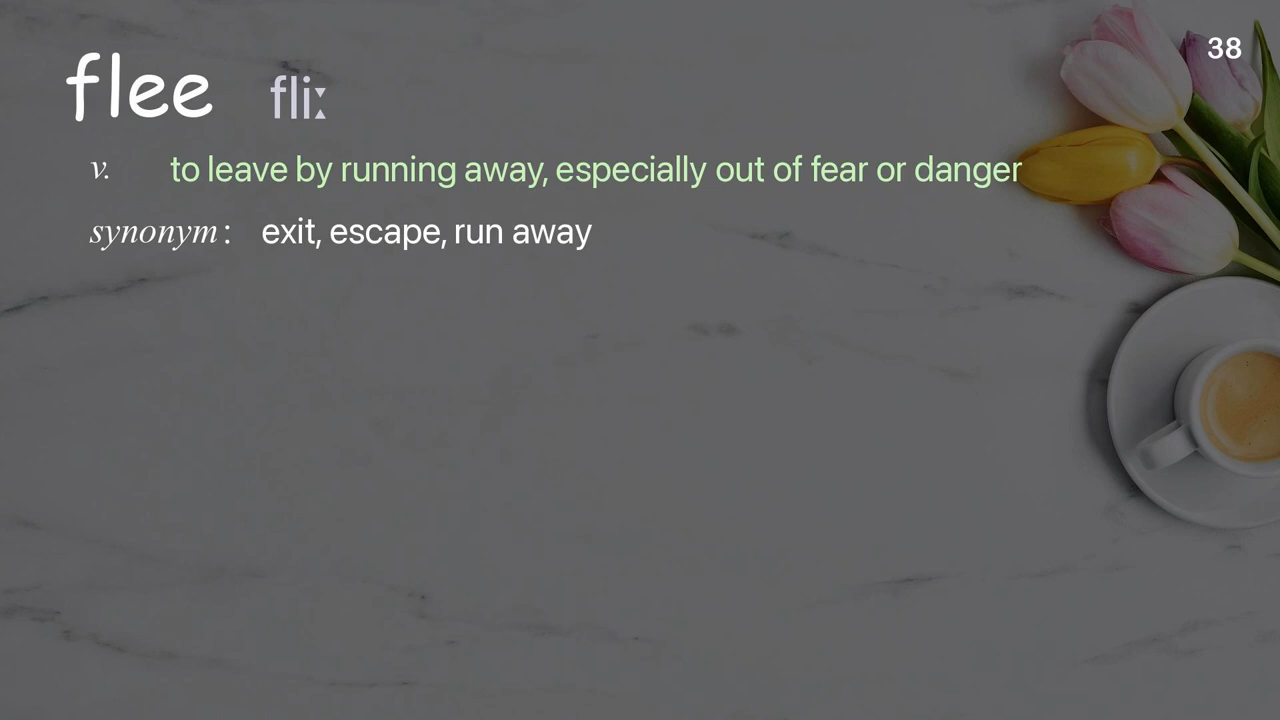 38
flee fliː
v. to leave by running away, especially out of fear or danger
synonym : exit, escape, run away